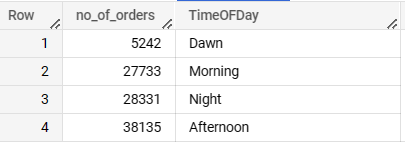 Row no_of_orders TimeOFDay
1 5242 Dawn
2 27733 Morning
3 28331 Night
4 38135 Afternoon